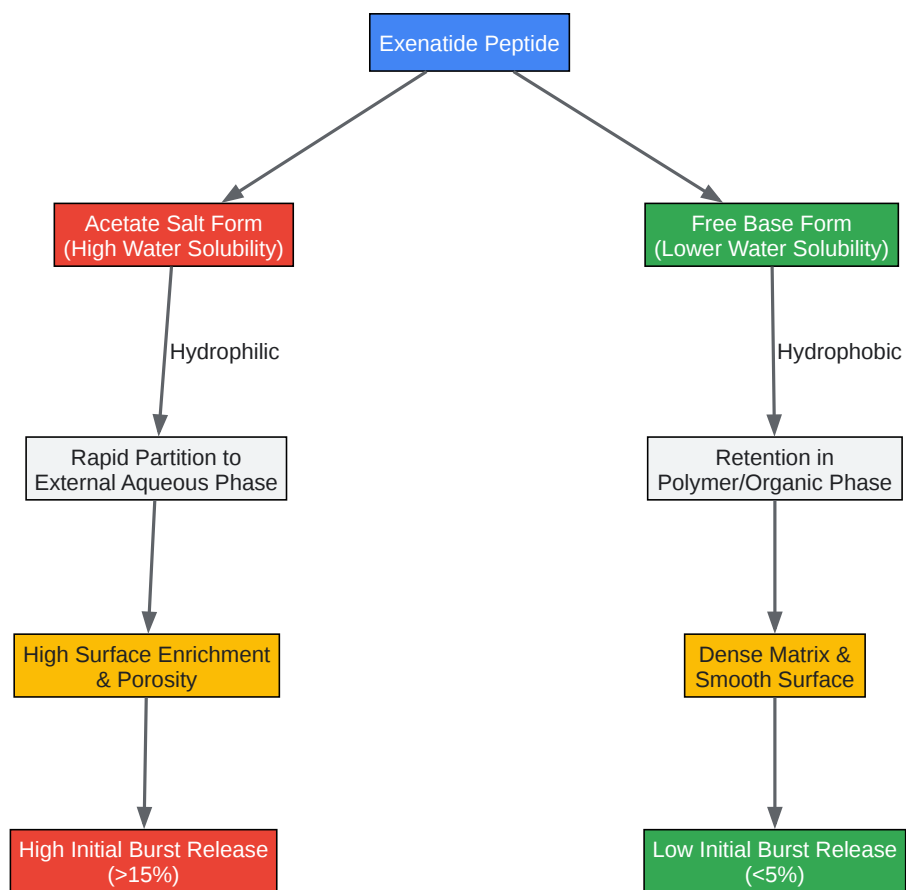 Exenatide Peptide
Acetate Salt Form
(High Water Solubility)
Free Base Form
(Lower Water Solubility)
Hydrophilic
Hydrophobic
Rapid Partition to
External Aqueous Phase
Retention in
Polymer/Organic Phase
High Surface Enrichment
& Porosity
Dense Matrix &
Smooth Surface
High Initial Burst Release
(>15%)
Low Initial Burst Release
(<5%)